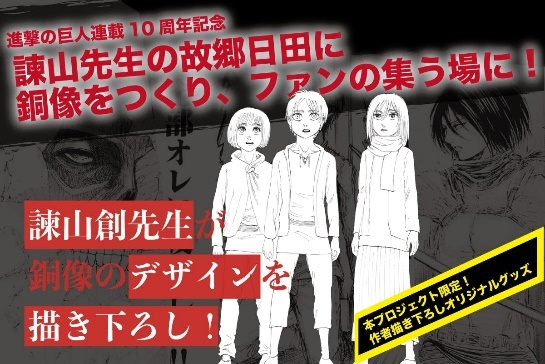 進撃の巨人連載10周年記念
諫山先生の故郷日田に
銅像をつくり、ファンの集う場に！
諫山創先生が
銅像のデザインを
描き下ろし！
本プロジェクト限定！
作者描き下ろしオリジナルグッズ